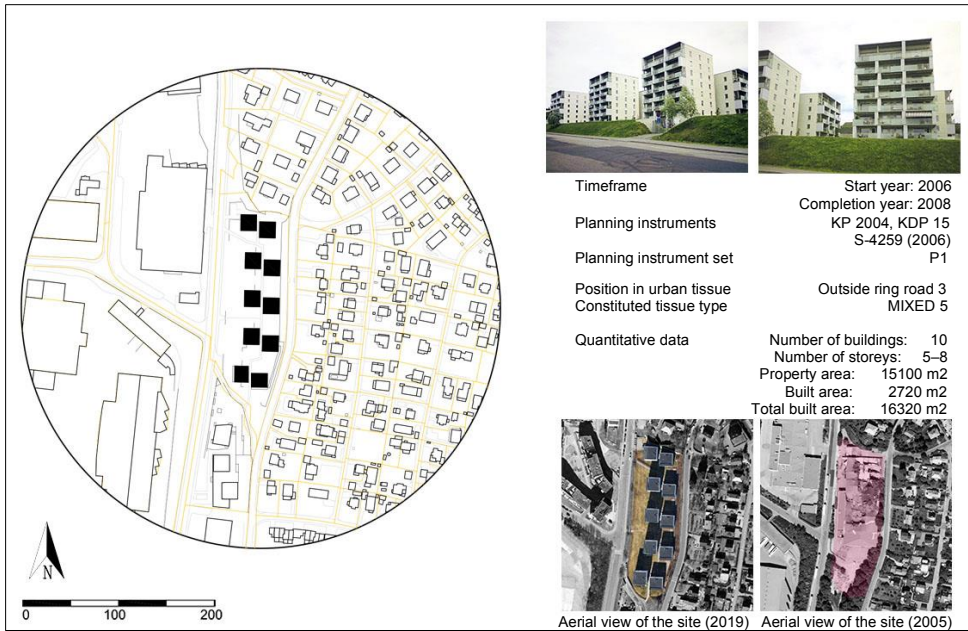 Timeframe Start year: 2006
Completion year: 2008
Planning instruments KP 2004, KDP 15
S-4259 (2006)
Planning instrument set P1
Position in urban tissue Outside ring road 3
Constituted tissue type MIXED 5
Quantitative data Number of buildings: 10
Number of storeys: 5–8
Property area: 15100 m2
Built area: 2720 m2
Total built area: 16320 m2
N
0 100 200
Aerial view of the site (2019) Aerial view of the site (2005)